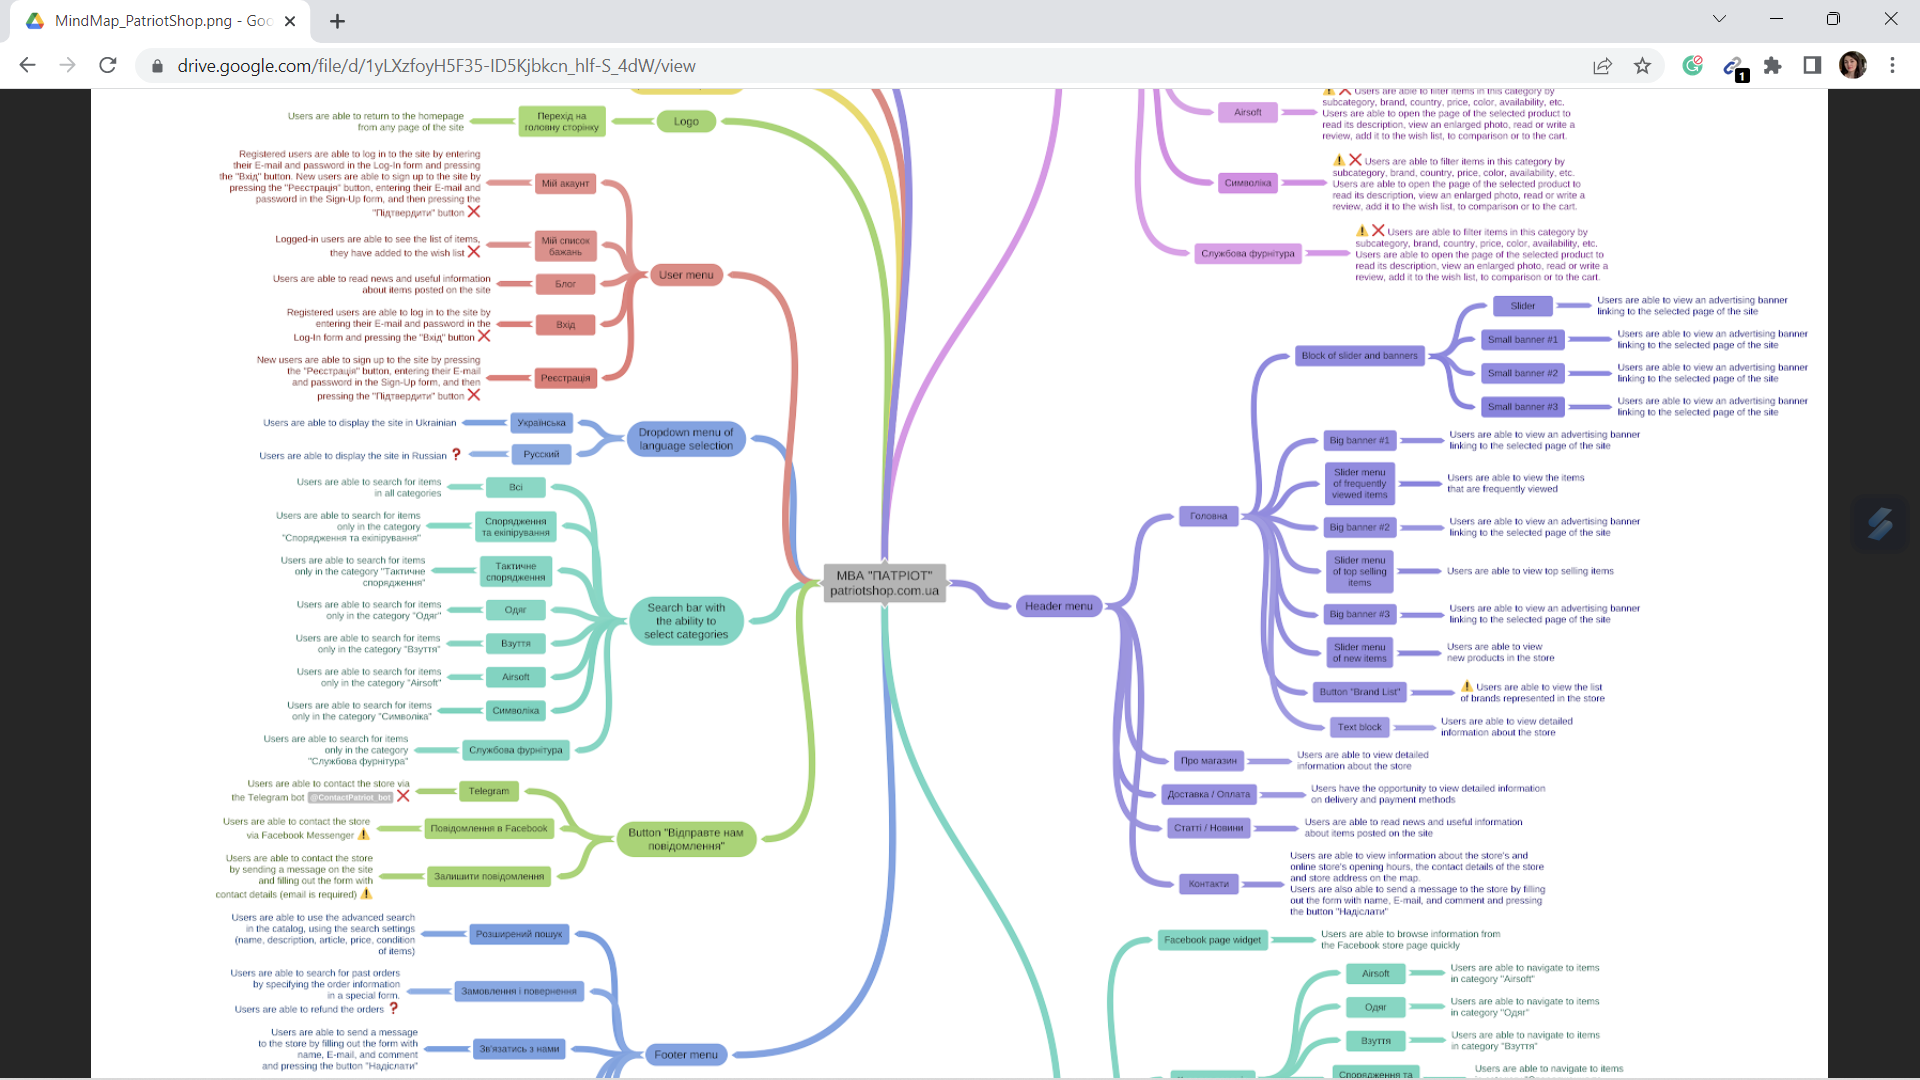 MindMap_PatriotShop.png - Goo
drive.google.com/file/d/1yLXzfoyH5F35-ID5Kjbkcn_hlf-S_4dW/view
1
Users are able to return to the homepage
from any page of the site
Перехід на
головну сторінку
Logo
Registered users are able to log in to the site by entering
their E-mail and password in the Log-In form and pressing
the "Вхід" button. New users are able to sign up to the site by
pressing the "Реєстрація" button, entering their E-mail and
password in the Sign-Up form, and then pressing the
"Підтвердити" button ❌
Мій акаунт
Logged-in users are able to see the list of items,
they have added to the wish list ❌
Мій список
бажань
User menu
Users are able to read news and useful information
about items posted on the site
Блог
Registered users are able to log in to the site by
entering their E-mail and password in the
Log-In form and pressing the "Вхід" button ❌
Вхід
New users are able to sign up to the site by pressing
the "Реєстрація" button, entering their E-mail
and password in the Sign-Up form, and then
pressing the "Підтвердити" button ❌
Реєстрація
Users are able to display the site in Ukrainian
Українська
Users are able to display the site in Russian ❓
Русский
Dropdown menu of
language selection
Users are able to search for items
in all categories
Всі
Users are able to search for items
only in the category
"Спорядження та екіпірування"
Спорядження
та екіпірування
Users are able to search for items
only in the category "Тактичне
спорядження"
Тактичне
спорядження
Users are able to search for items
only in the category "Одяг"
Одяг
Search bar with
the ability to
select categories
Users are able to search for items
only in the category "Взуття"
Взуття
Users are able to search for items
only in the category "Airsoft"
Airsoft
Users are able to search for items
only in the category "Символіка"
Символіка
Users are able to search for items
only in the category
"Службова фурнітура"
Службова фурнітура
Users are able to contact the store via
the Telegram bot @ContactPatriot_bot ❌
Telegram
Users are able to contact the store
via Facebook Messenger ⚠️
Повідомлення в Facebook
Button "Відправте нам
повідомлення"
Users are able to contact the store
by sending a message on the site
and filling out the form with
contact details (email is required) ⚠️
Залишити повідомлення
Users are able to use the advanced search
in the catalog, using the search settings
(name, description, article, price, condition
of items)
Розширений пошук
Users are able to search for past orders
by specifying the order information
in a special form.
Users are able to refund the orders ❓
Замовлення і повернення
Users are able to send a message
to the store by filling out the form with
name, E-mail, and comment
and pressing the button "Надіслати"
Зв'язатись з нами
Footer menu
МВА "ПАТРІОТ"
patriotshop.com.ua
Airsoft
⚠️ ❌ Users are able to filter items in this category by
subcategory, brand, country, price, color, availability, etc.
Users are able to open the page of the selected product to
read its description, view an enlarged photo, read or write a
review, add it to the wish list, to comparison or to the cart.
Символіка
⚠️ ❌ Users are able to filter items in this category by
subcategory, brand, country, price, color, availability, etc.
Users are able to open the page of the selected product to
read its description, view an enlarged photo, read or write a
review, add it to the wish list, to comparison or to the cart.
Службова фурнітура
⚠️ ❌ Users are able to filter items in this category by
subcategory, brand, country, price, color, availability, etc.
Users are able to open the page of the selected product to
read its description, view an enlarged photo, read or write a
review, add it to the wish list, to comparison or to the cart.
Header menu
Головна
Block of slider and banners
Slider
Users are able to view an advertising banner
linking to the selected page of the site
Small banner #1
Users are able to view an advertising banner
linking to the selected page of the site
Small banner #2
Users are able to view an advertising banner
linking to the selected page of the site
Small banner #3
Users are able to view an advertising banner
linking to the selected page of the site
Big banner #1
Users are able to view an advertising banner
linking to the selected page of the site
Slider menu
of frequently
viewed items
Users are able to view the items
that are frequently viewed
Big banner #2
Users are able to view an advertising banner
linking to the selected page of the site
Slider menu
of top selling
items
Users are able to view top selling items
Big banner #3
Users are able to view an advertising banner
linking to the selected page of the site
Slider menu
of new items
Users are able to view
new products in the store
Button "Brand List"
⚠️ Users are able to view the list
of brands represented in the store
Text block
Users are able to view detailed
information about the store
Про магазин
Users are able to view detailed
information about the store
Доставка / Оплата
Users have the opportunity to view detailed information
on delivery and payment methods
Статті / Новини
Users are able to read news and useful information
about items posted on the site
Контакти
Users are able to view information about the store's and
online store's opening hours, the contact details of the store
and store address on the map.
Users are also able to send a message to the store by filling
out the form with name, E-mail, and comment and pressing
the button "Надіслати"
Facebook page widget
Users are able to browse information from
the Facebook store page quickly
Airsoft
Users are able to navigate to items
in category "Airsoft"
Одяг
Users are able to navigate to items
in category "Одяг"
Взуття
Users are able to navigate to items
in category "Взуття"
Спорядження та
Users are able to navigate to items